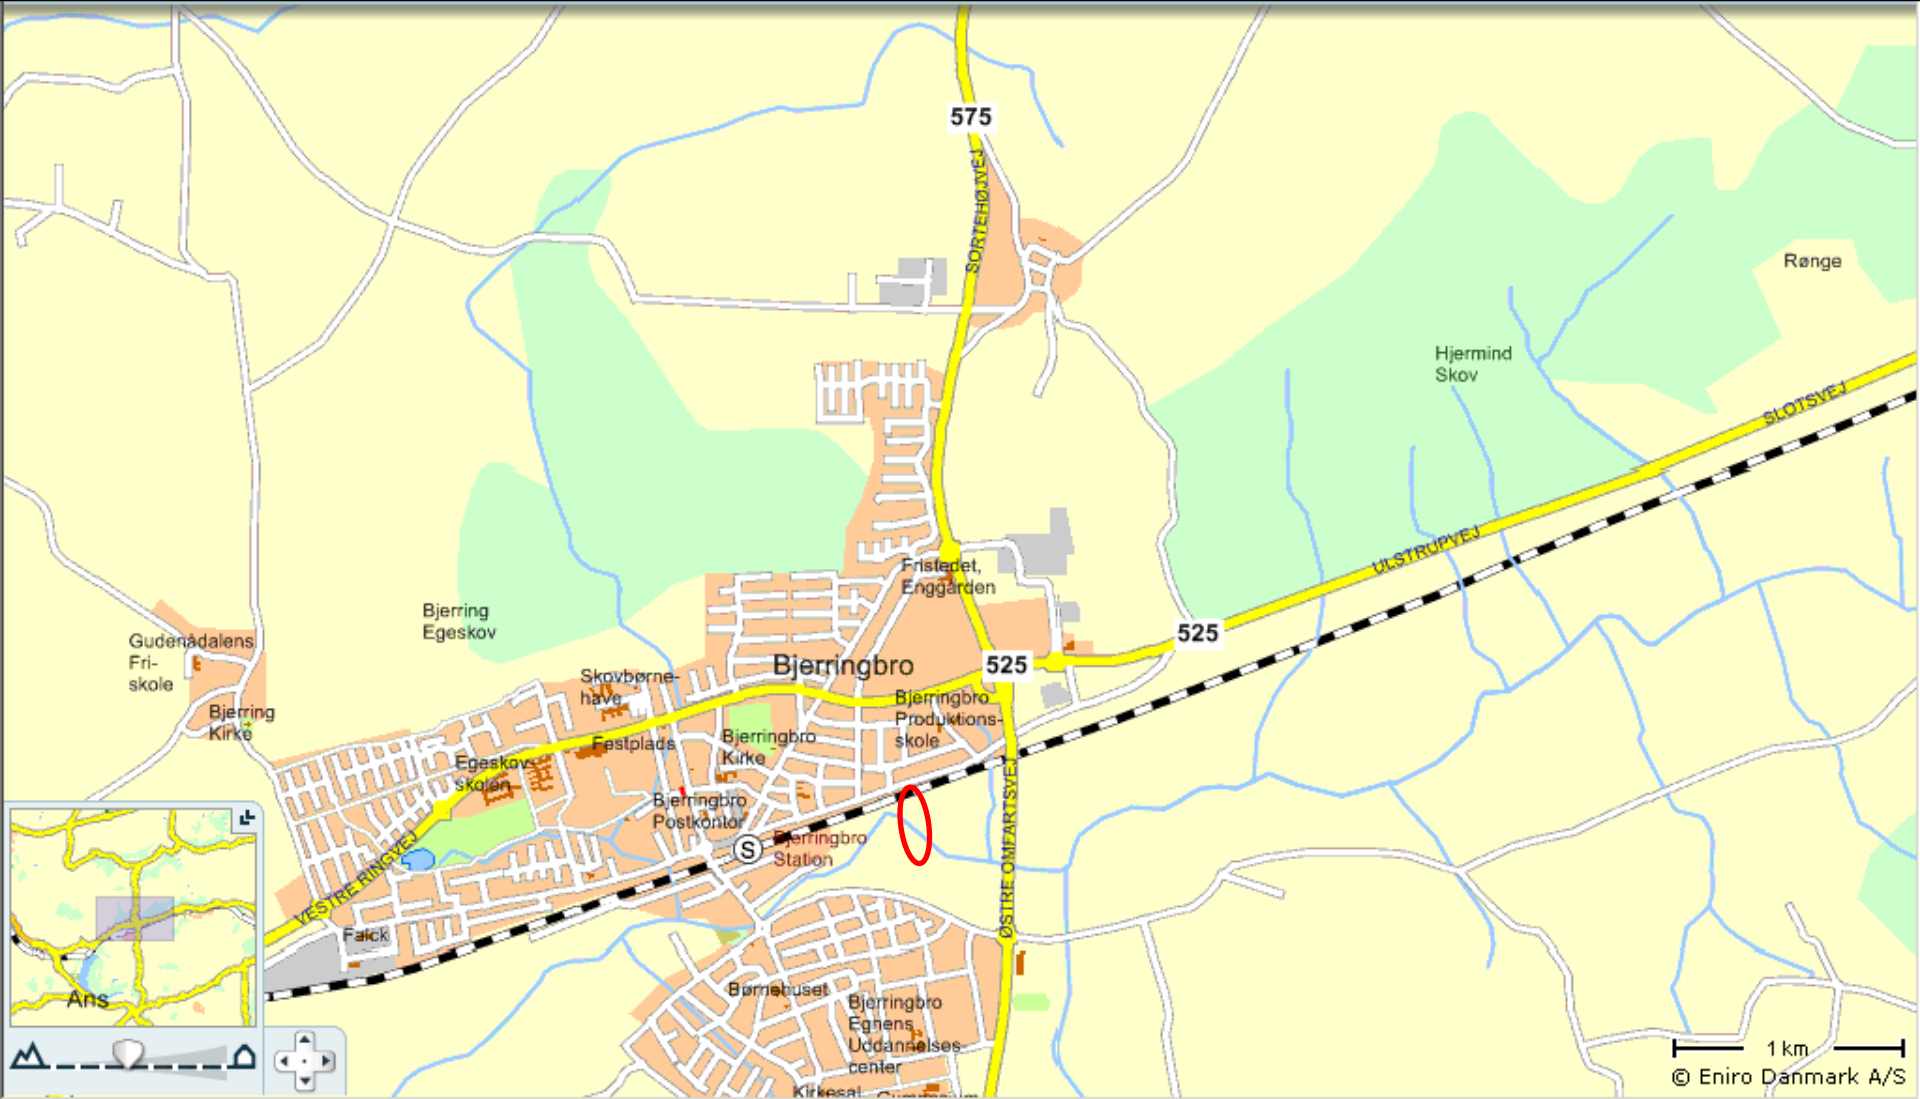 575
SORTEHØJVEJ
Rønge
Hjermind
Skov
SLOTSVEJ
ULSTRUPVEJ
Fristedet,
Enggården
Bjerring
Egeskov
Gudenådalens
Fri-
skole
525
Bjerringbro
525
Skovbørne-
have
Bjerringbro
Produktions-
skole
Bjerring
Kirke
Festplads
Bjerringbro
Kirke
Egeskov-
skolen
Bjerringbro
Postkontor
S
Bjerringbro
Station
VESTRE RINGVEJ
ØSTRE OMFARTSVEJ
Falck
Ans
Børnehuset
Bjerringbro
Egnens
Uddannelses-
center
Kirkesal
1 km
© Eniro Danmark A/S